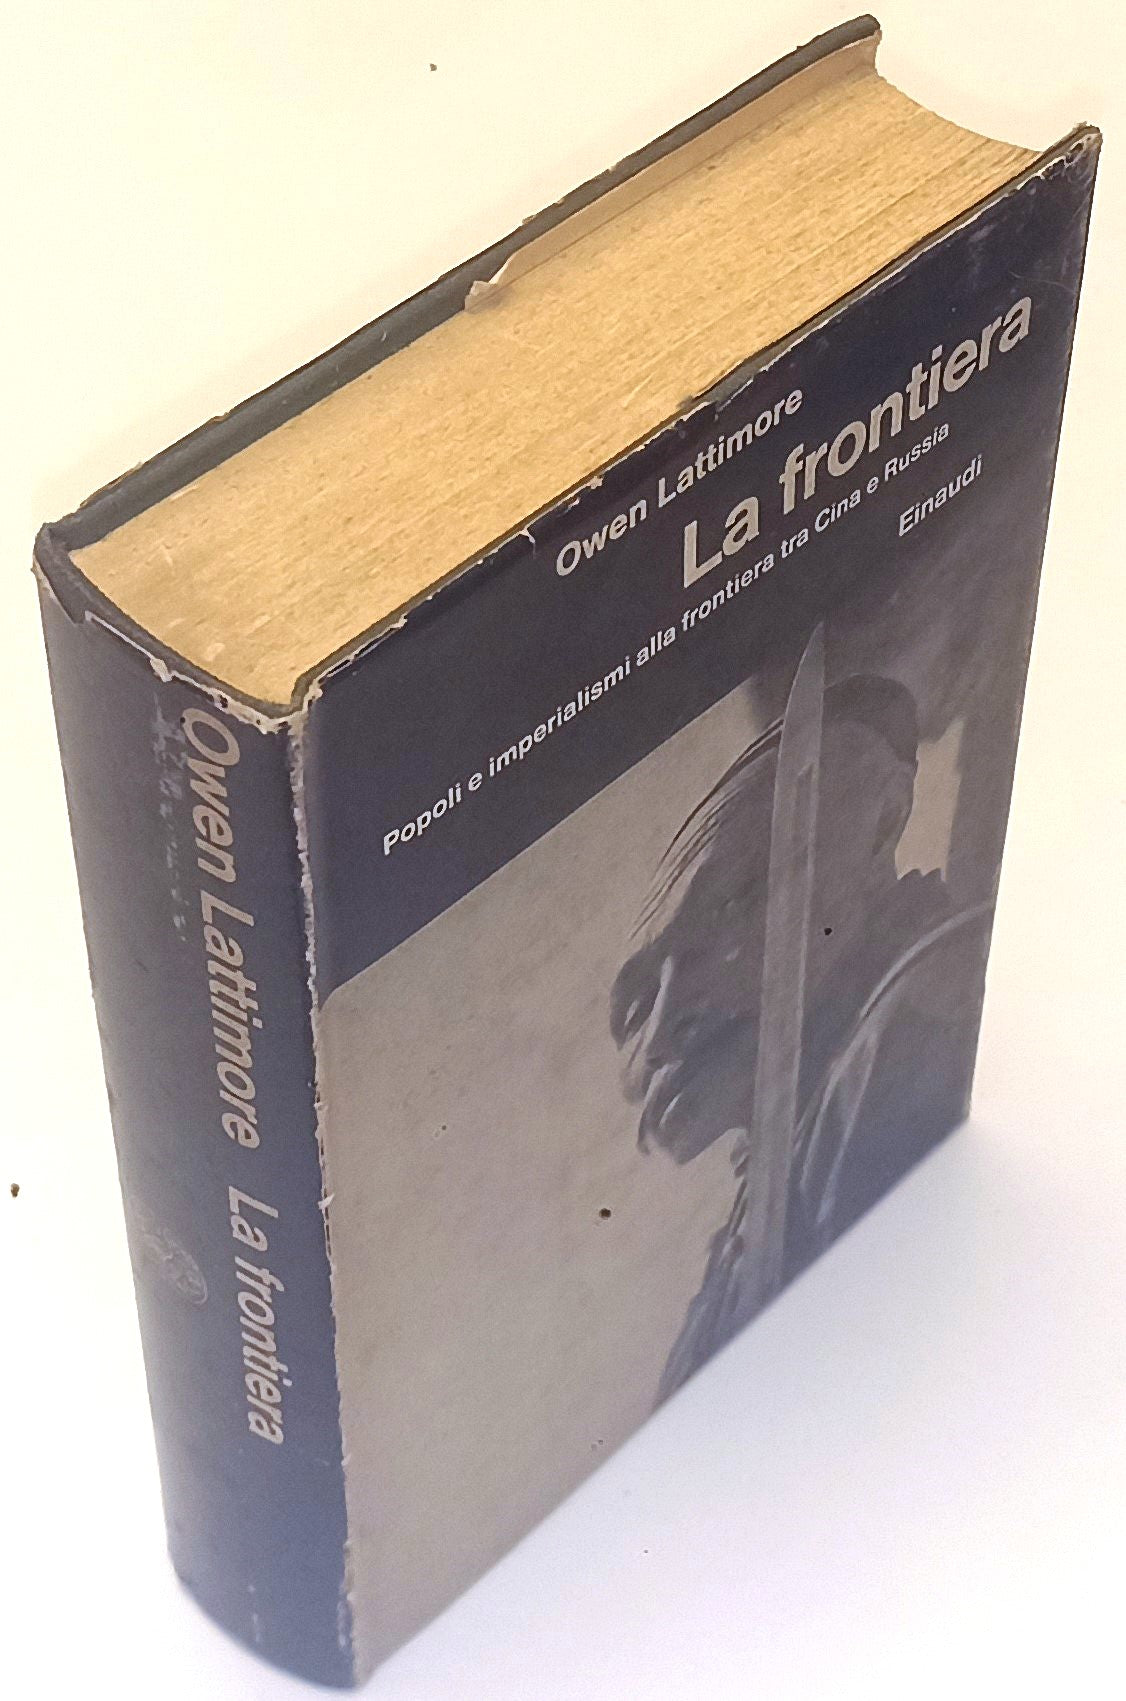 Owen Lattimore
La frontiera
Popoli e imperialismi alla frontiera tra Cina e Russia
Einaudi
Owen Lattimore La frontiera